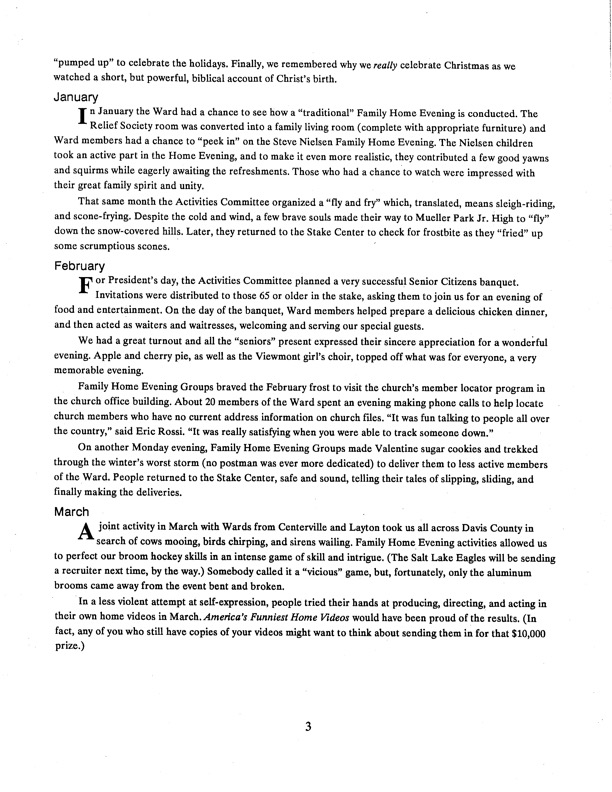 “pumped up” to celebrate the holidays. Finally, we remembered why we really celebrate Christmas as we
watched a short, but powerful, biblical account of Christ’s birth.
January
In January the Ward had a chance to see how a “traditional” Family Home Evening is conducted. The
Relief Society room was converted into a family living room (complete with appropriate furniture) and
Ward members had a chance to “peek in” on the Steve Nielsen Family Home Evening. The Nielsen children
took an active part in the Home Evening, and to make it even more realistic, they contributed a few good yawns
and squirms while eagerly awaiting the refreshments. Those who had a chance to watch were impressed with
their great family spirit and unity.
That same month the Activities Committee organized a “fly and fry” which, translated, means sleigh-riding,
and scone-frying. Despite the cold and wind, a few brave souls made their way to Mueller Park Jr. High to “fly”
down the snow-covered hills. Later, they returned to the Stake Center to check for frostbite as they “fried” up
some scrumptious scones.
February
For President’s day, the Activities Committee planned a very successful Senior Citizens banquet.
Invitations were distributed to those 65 or older in the stake, asking them to join us for an evening of
food and entertainment. On the day of the banquet, Ward members helped prepare a delicious chicken dinner,
and then acted as waiters and waitresses, welcoming and serving our special guests.
We had a great turnout and all the “seniors” present expressed their sincere appreciation for a wonderful
evening. Apple and cherry pie, as well as the Viewmont girl’s choir, topped off what was for everyone, a very
memorable evening.
Family Home Evening Groups braved the February frost to visit the church’s member locator program in
the church office building. About 20 members of the Ward spent an evening making phone calls to help locate
church members who have no current address information on church files. “It was fun talking to people all over
the country,” said Eric Rossi. “It was really satisfying when you were able to track someone down.”
On another Monday evening, Family Home Evening Groups made Valentine sugar cookies and trekked
through the winter’s worst storm (no postman was ever more dedicated) to deliver them to less active members
of the Ward. People returned to the Stake Center, safe and sound, telling their tales of slipping, sliding, and
finally making the deliveries.
March
A joint activity in March with Wards from Centerville and Layton took us all across Davis County in
search of cows mooing, birds chirping, and sirens wailing. Family Home Evening activities allowed us
to perfect our broom hockey skills in an intense game of skill and intrigue. (The Salt Lake Eagles will be sending
a recruiter next time, by the way.) Somebody called it a “vicious” game, but, fortunately, only the aluminum
brooms came away from the event bent and broken.
In a less violent attempt at self-expression, people tried their hands at producing, directing, and acting in
their own home videos in March. America’s Funniest Home Videos would have been proud of the results. (In
fact, any of you who still have copies of your videos might want to think about sending them in for that $10,000
prize.)
3